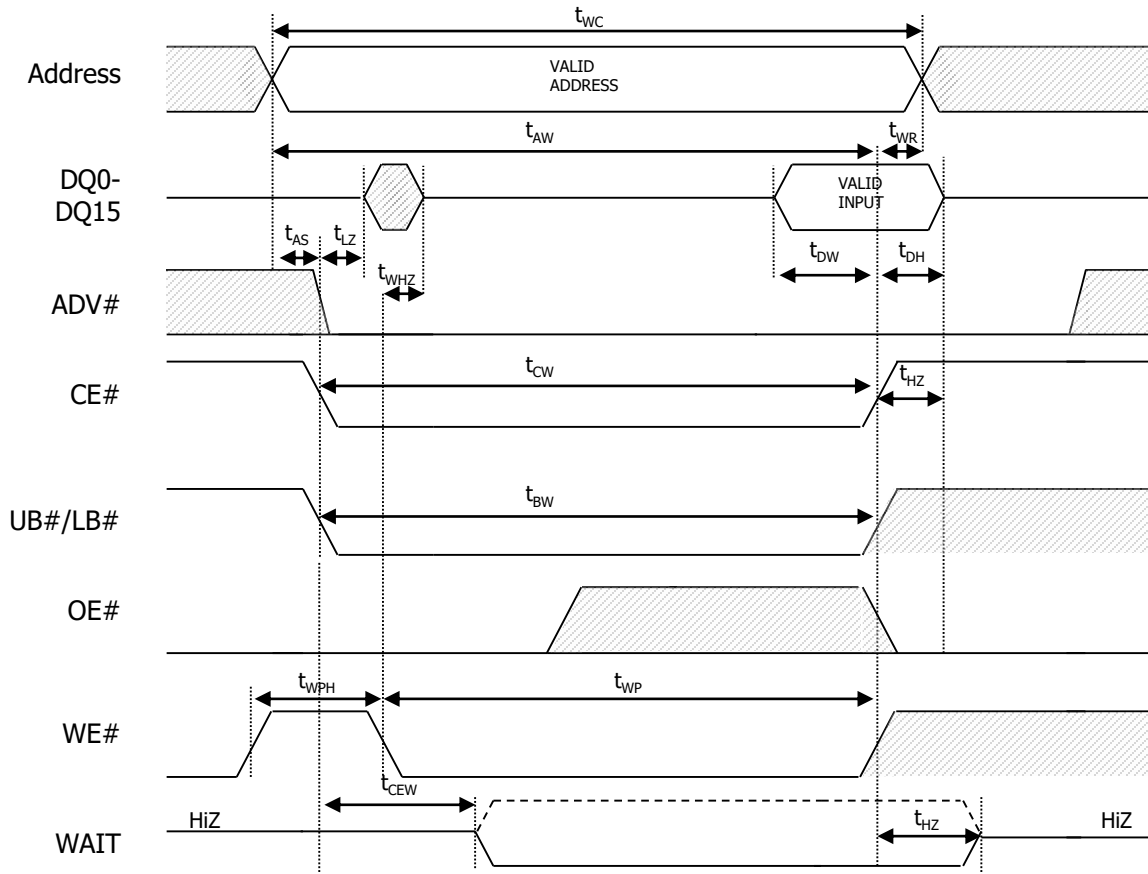 tWC
Address
VALID
ADDRESS
tAW
tWR
DQ0-
DQ15
VALID
INPUT
tAS
tLZ
tWHZ
tDW
tDH
ADV#
CE#
tCW
tHZ
UB#/LB#
tBW
OE#
tWPH
tWP
WE#
tCEW
HiZ
WAIT
tHZ
HiZ